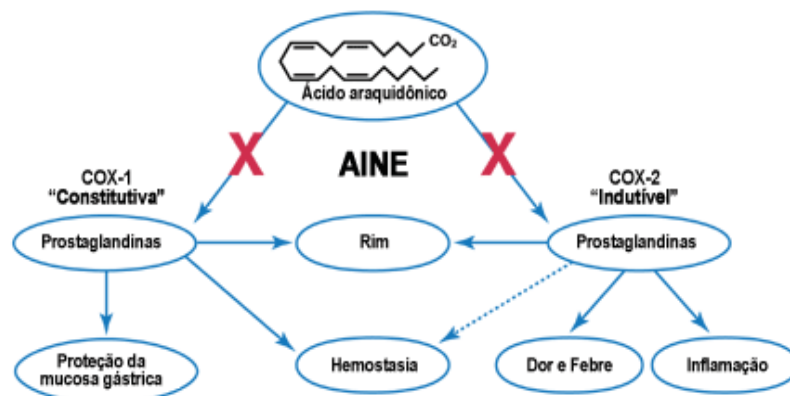 CO₂
Ácido araquidônico
X
X
AINE
COX-1
"Constitutiva"
COX-2
"Indutível"
Prostaglandinas
Rim
Prostaglandinas
Proteção da
mucosa gástrica
Hemostasia
Dor e Febre
Inflamação